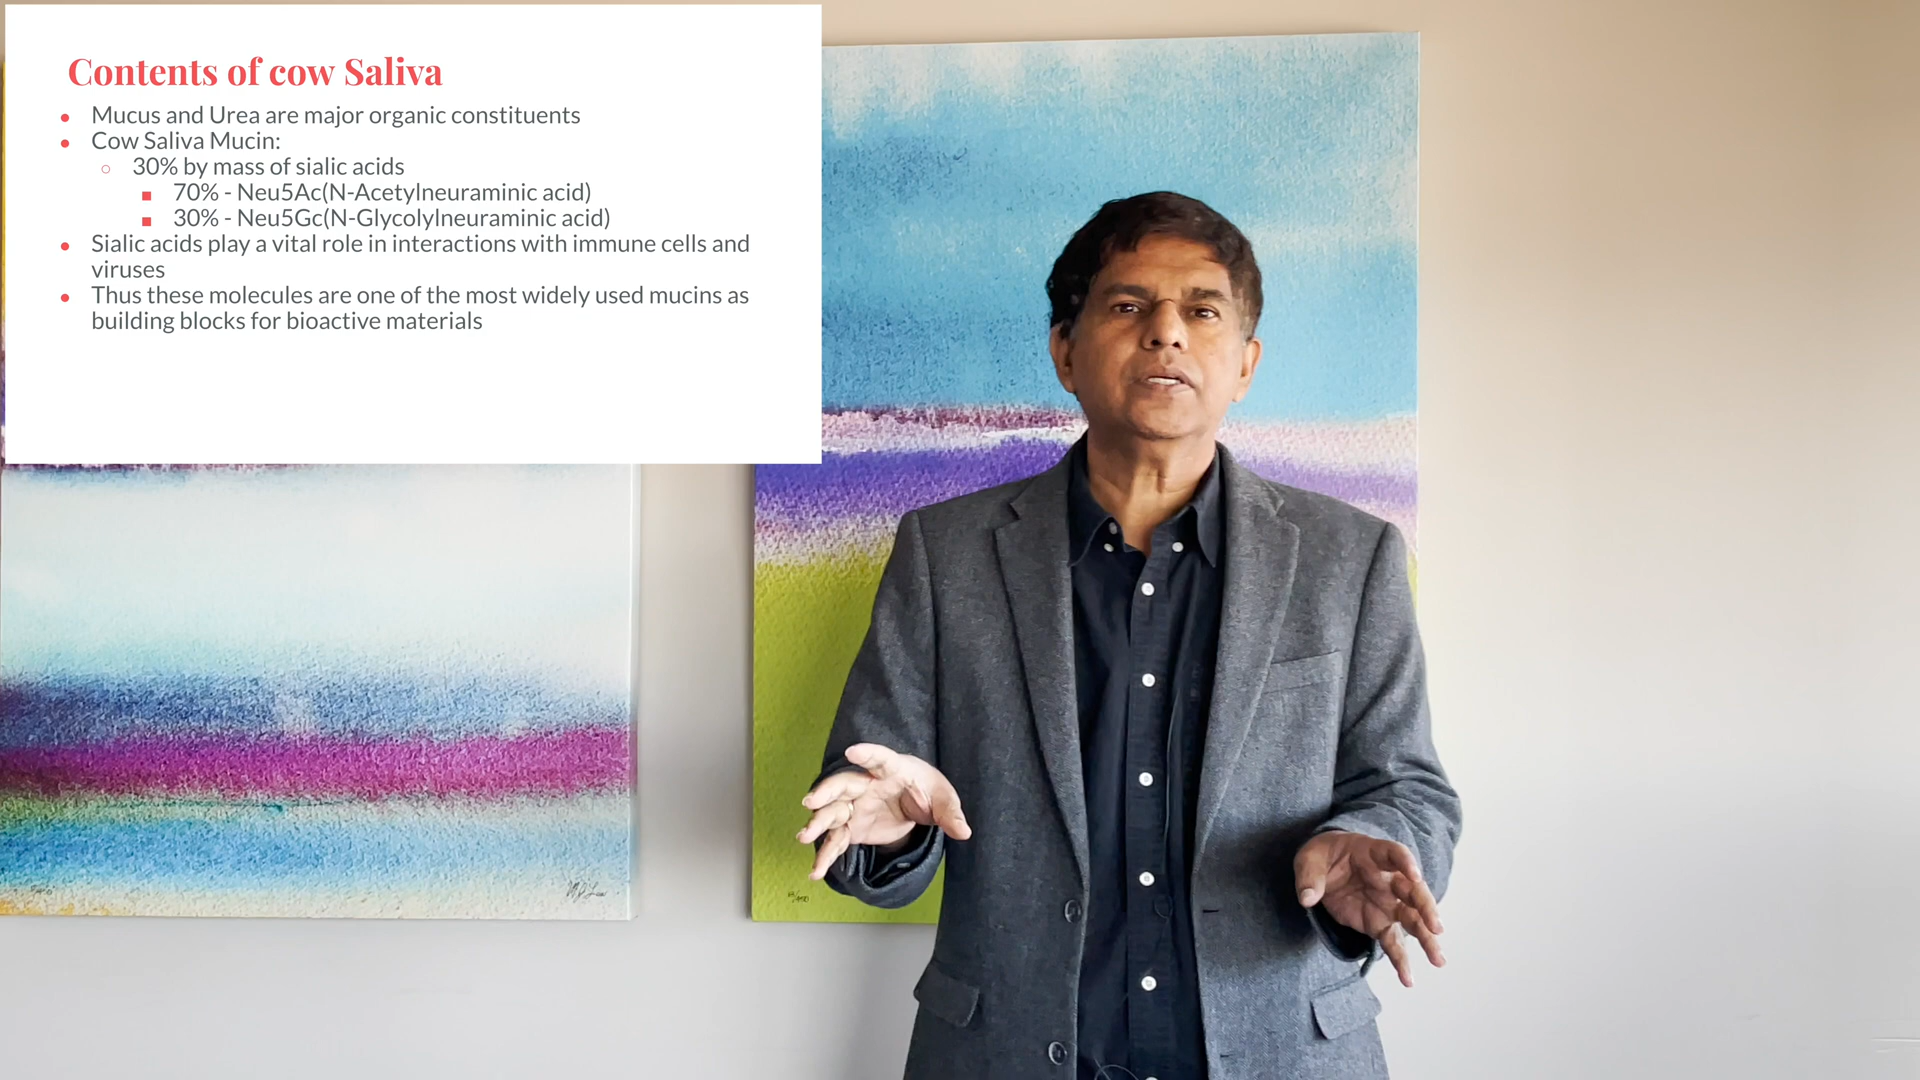 Contents of cow Saliva
Mucus and Urea are major organic constituents
Cow Saliva Mucin:
30% by mass of sialic acids
70% - Neu5Ac(N-Acetylneuraminic acid)
30% - Neu5Gc(N-Glycolylneuraminic acid)
Sialic acids play a vital role in interactions with immune cells and
viruses
Thus these molecules are one of the most widely used mucins as
building blocks for bioactive materials